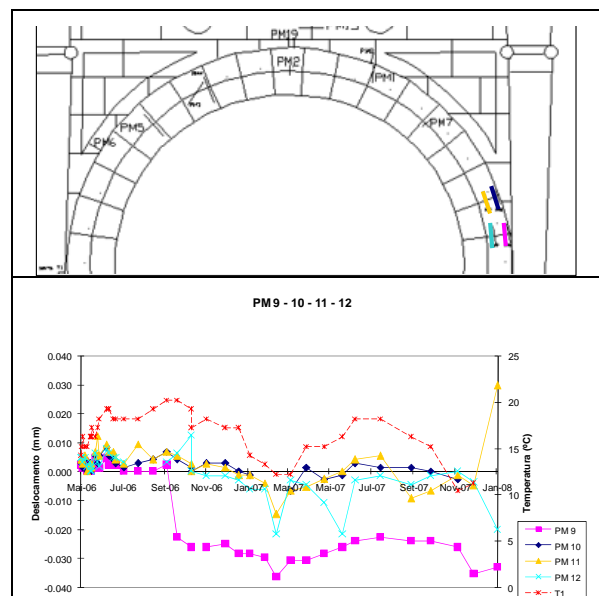 PM19
PM2
PM1
PM5
PM6
PM7
PM 9 - 10 - 11 - 12
0.040
0.030
0.020
0.010
0.000
-0.010
-0.020
-0.030
-0.040
Deslocamento (mm)
25
20
15
10
5
0
Temperatura (ºC)
Mai-06
Jul-06
Set-06
Nov-06
Jan-07
Mar-07
Mai-07
Jul-07
Set-07
Nov-07
Jan-08
PM 9
PM 10
PM 11
PM 12
T1